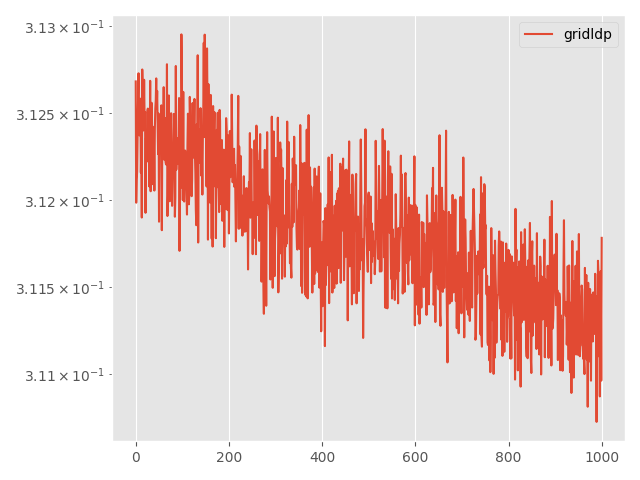 gridldp
3.13 × 10⁻¹
3.125 × 10⁻¹
3.12 × 10⁻¹
3.115 × 10⁻¹
3.11 × 10⁻¹
0 200 400 600 800 1000